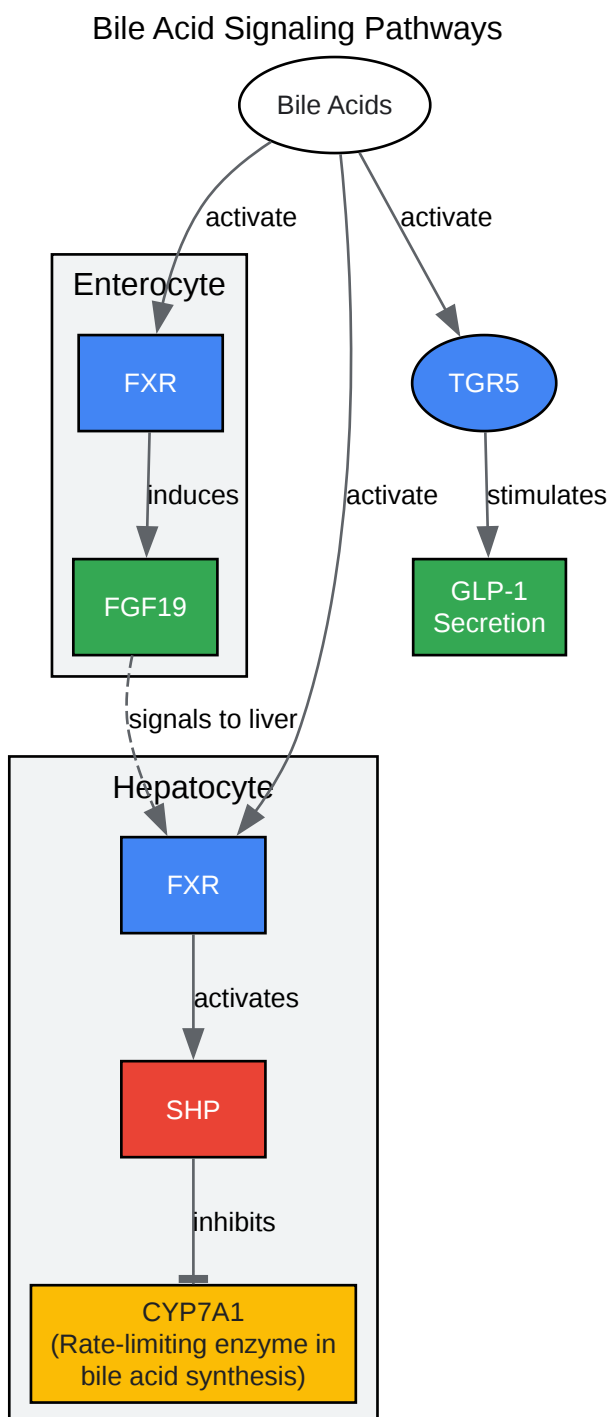 Bile Acid Signaling Pathways
Bile Acids
activate
activate
Enterocyte
FXR
TGR5
induces
activate
stimulates
FGF19
GLP-1
Secretion
signals to liver
Hepatocyte
FXR
activates
SHP
inhibits
CYP7A1
(Rate-limiting enzyme in
bile acid synthesis)